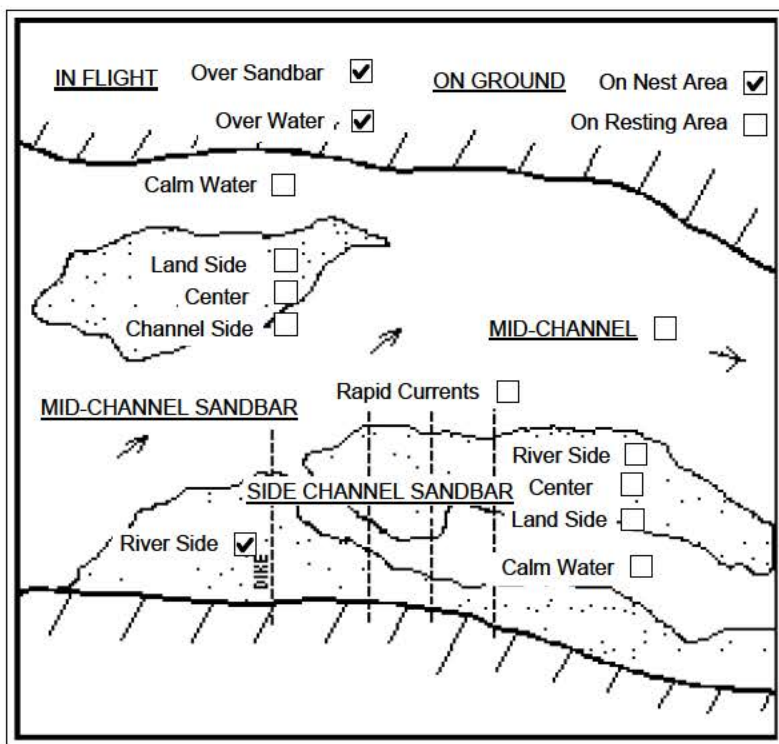 IN FLIGHT Over Sandbar ☑ ON GROUND On Nest Area ☑
Over Water ☑ On Resting Area ☐
Calm Water ☐
Land Side ☐
Center ☐
Channel Side ☐
MID-CHANNEL ☐
Rapid Currents ☐
MID-CHANNEL SANDBAR
River Side ☐
SIDE CHANNEL SANDBAR Center ☐
Land Side ☐
River Side ☑
DIKE
Calm Water ☐